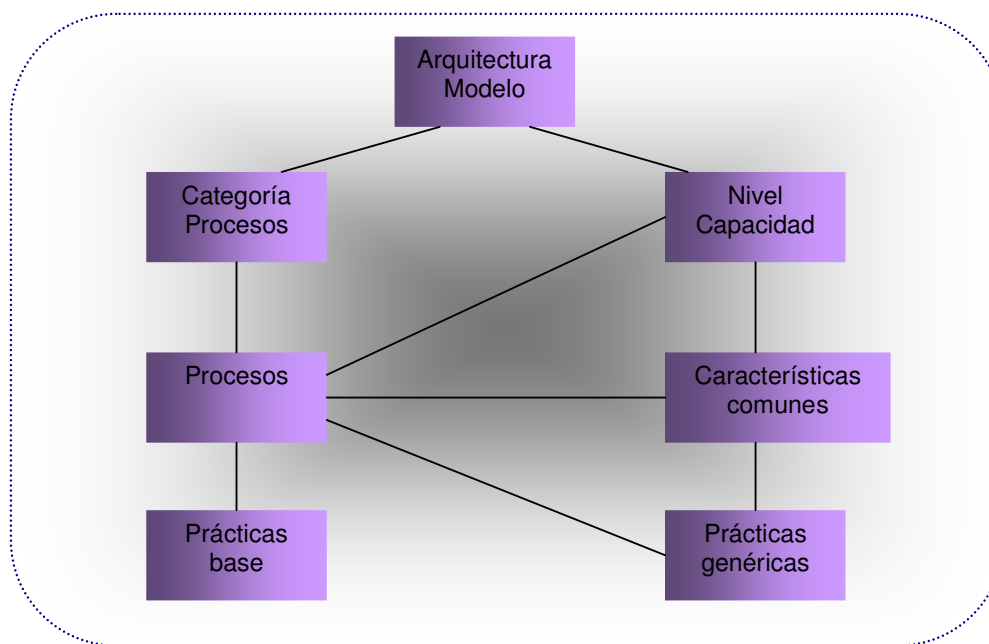 Arquitectura
Modelo
Categoría
Procesos
Nivel
Capacidad
Procesos
Características
comunes
Prácticas
base
Prácticas
genéricas